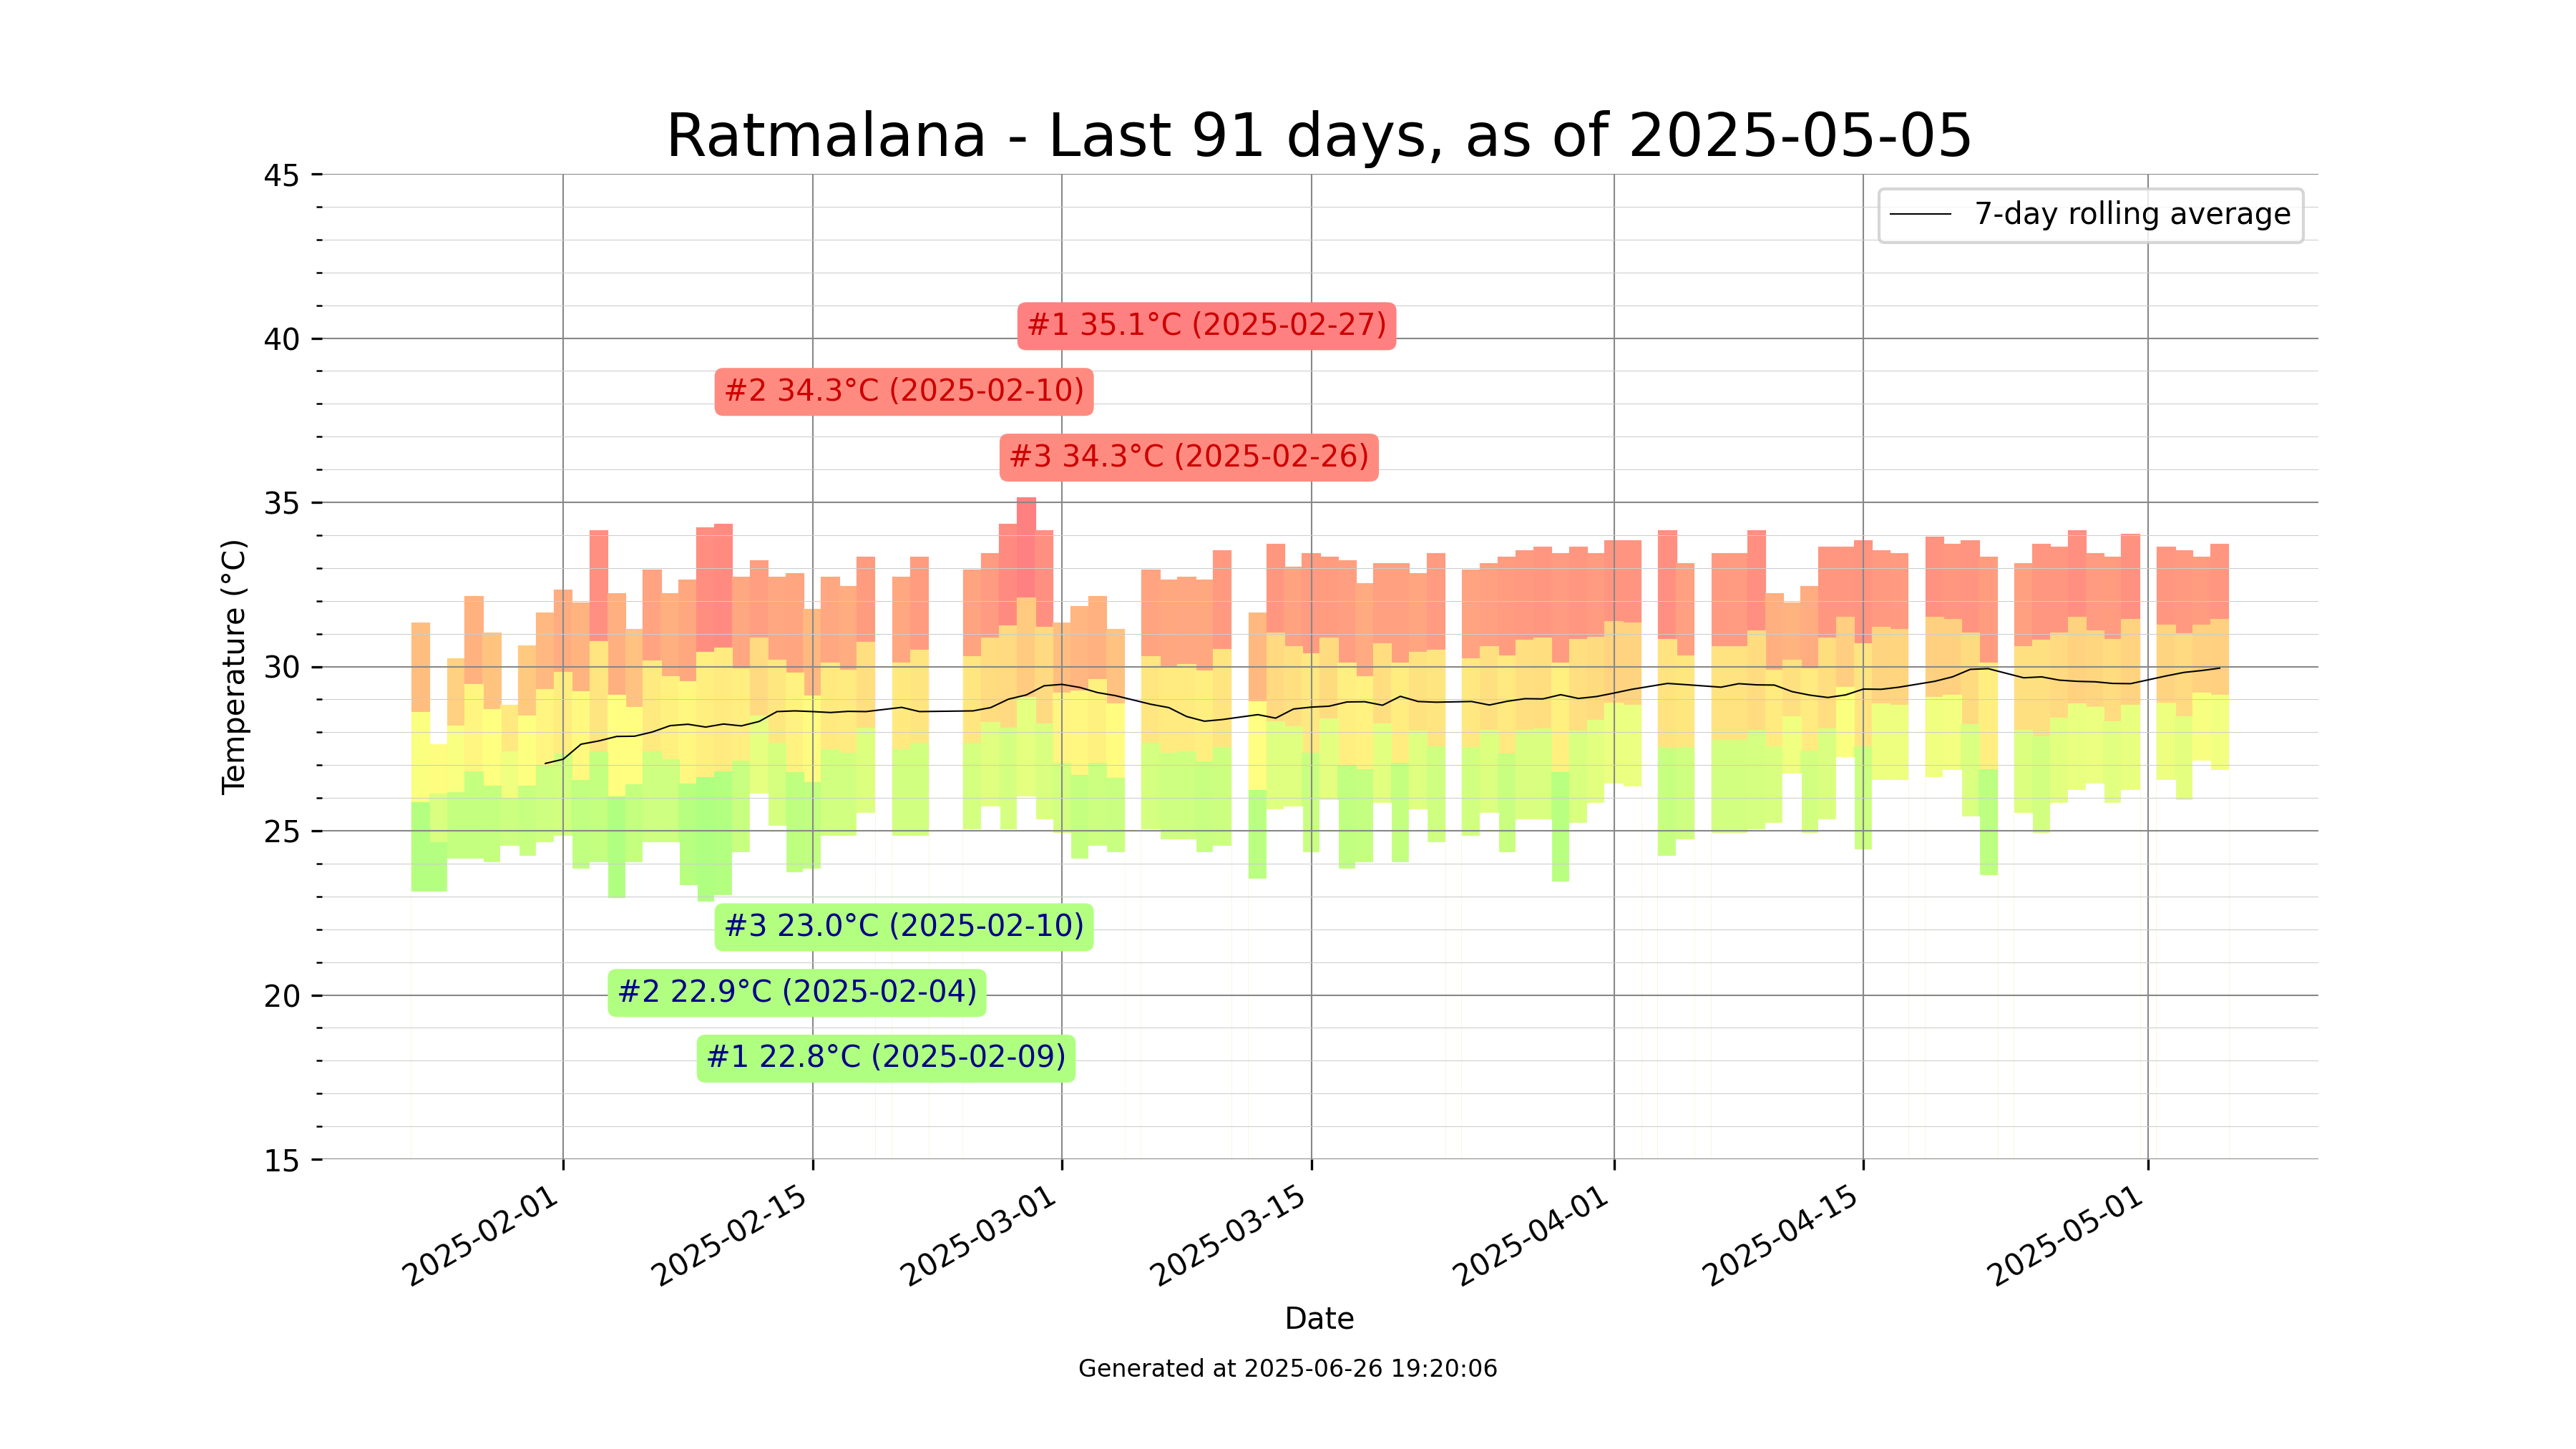 Ratmalana - Last 91 days, as of 2025-05-05
45
40
35
30
25
20
15
Temperature (°C)
7-day rolling average
#1 35.1°C (2025-02-27)
#2 34.3°C (2025-02-10)
#3 34.3°C (2025-02-26)
#3 23.0°C (2025-02-10)
#2 22.9°C (2025-02-04)
#1 22.8°C (2025-02-09)
2025-02-01
2025-02-15
2025-03-01
2025-03-15
2025-04-01
2025-04-15
2025-05-01
Date
Generated at 2025-06-26 19:20:06